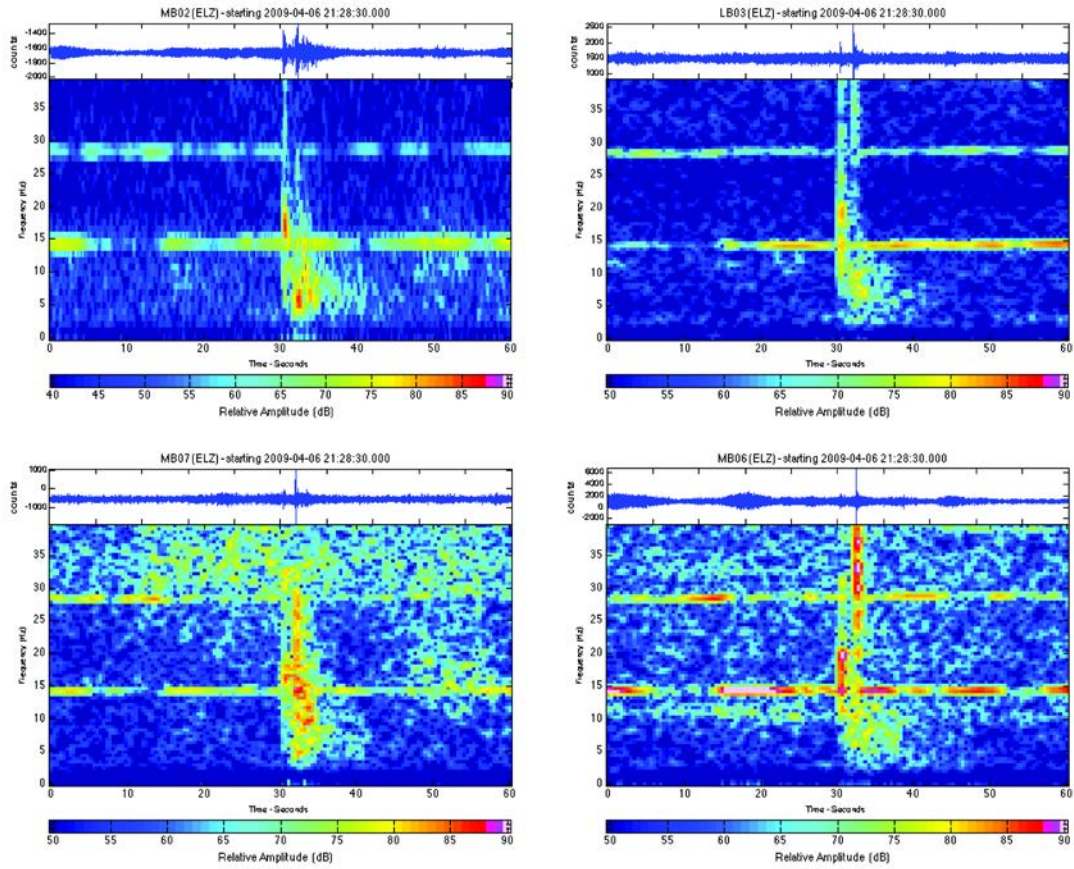 MB02 (ELZ) - starting 2009-04-06 21:28:30.000
counts
-1400
-1600
-1900
-2000
Frequency (Hz)
35
30
25
20
15
10
5
0
0 10 20 30 40 50 60
Time - Seconds
40 45 50 55 60 65 70 75 80 85 90
Relative Amplitude (dB)
LB03 (ELZ) - starting 2009-04-06 21:28:30.000
counts
2500
1000
Frequency (Hz)
35
30
25
20
15
10
5
0
0 10 20 30 40 50 60
Time - Seconds
50 55 60 65 70 75 80 85 90
Relative Amplitude (dB)
MB07 (ELZ) - starting 2009-04-06 21:28:30.000
counts
1000
0
-1000
Frequency (Hz)
35
30
25
20
15
10
5
0
0 10 20 30 40 50 60
Time - Seconds
50 55 60 65 70 75 80 85 90
Relative Amplitude (dB)
MB06 (ELZ) - starting 2009-04-06 21:28:30.000
counts
6000
4000
2000
0
-2000
Frequency (Hz)
35
30
25
20
15
10
5
0
0 10 20 30 40 50 60
Time - Seconds
50 55 60 65 70 75 80 85 90
Relative Amplitude (dB)